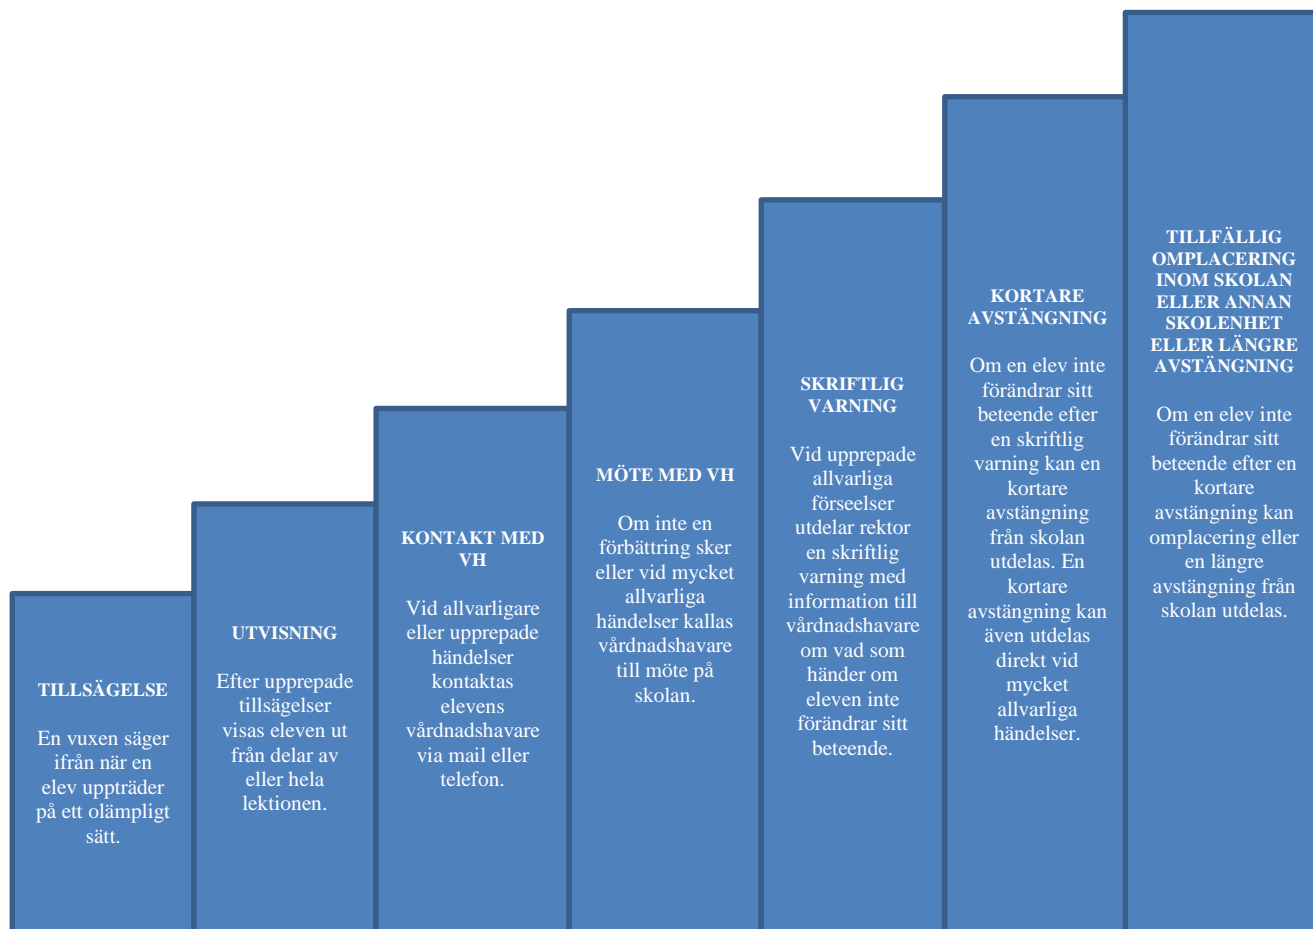 TILLSÄGELSE
En vuxen säger
ifrån när en
elev uppträder
på ett olämpligt
sätt.
UTVISNING
Efter upprepade
tillsägelser
visas eleven ut
från delar av
eller hela
lektionen.
KONTAKT MED
VH
Vid allvarligare
eller upprepade
händelser
kontaktas
elevens
vårdnadshavare
via mail eller
telefon.
MÖTE MED VH
Om inte en
förbättring sker
eller vid mycket
allvarliga
händelser kallas
vårdnadshavare
till möte på
skolan.
SKRIFTLIG
VARNING
Vid upprepade
allvarliga
förseelser
utdelar rektor
en skriftlig
varning med
information till
vårdnadshavare
om vad som
händer om
eleven inte
förändrar sitt
beteende.
KORTARE
AVSTÄNGNING
Om en elev inte
förändrar sitt
beteende efter
en skriftlig
varning kan en
kortare
avstängning
från skolan
utdelas. En
kortare
avstängning kan
även utdelas
direkt vid
mycket
allvarliga
händelser.
TILLFÄLLIG
OMPLACERING
INOM SKOLAN
ELLER ANNAN
SKOLENHET
ELLER LÄNGRE
AVSTÄNGNING
Om en elev inte
förändrar sitt
beteende efter en
kortare
avstängning kan
omplacering eller
en längre
avstängning från
skolan utdelas.